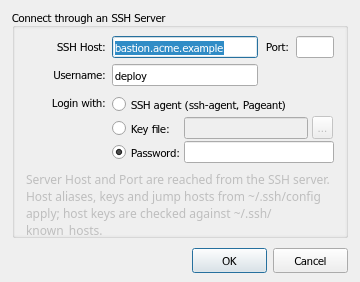 Connect through an SSH Server
SSH Host: bastion.acme.example Port:
Username: deploy
Login with: SSH agent (ssh-agent, Pageant)
Key file: ...
Password:
Server Host and Port are reached from the SSH server.
Host aliases, keys and jump hosts from ~/.ssh/config
apply; host keys are checked against ~/.ssh/
known_hosts.
OK Cancel